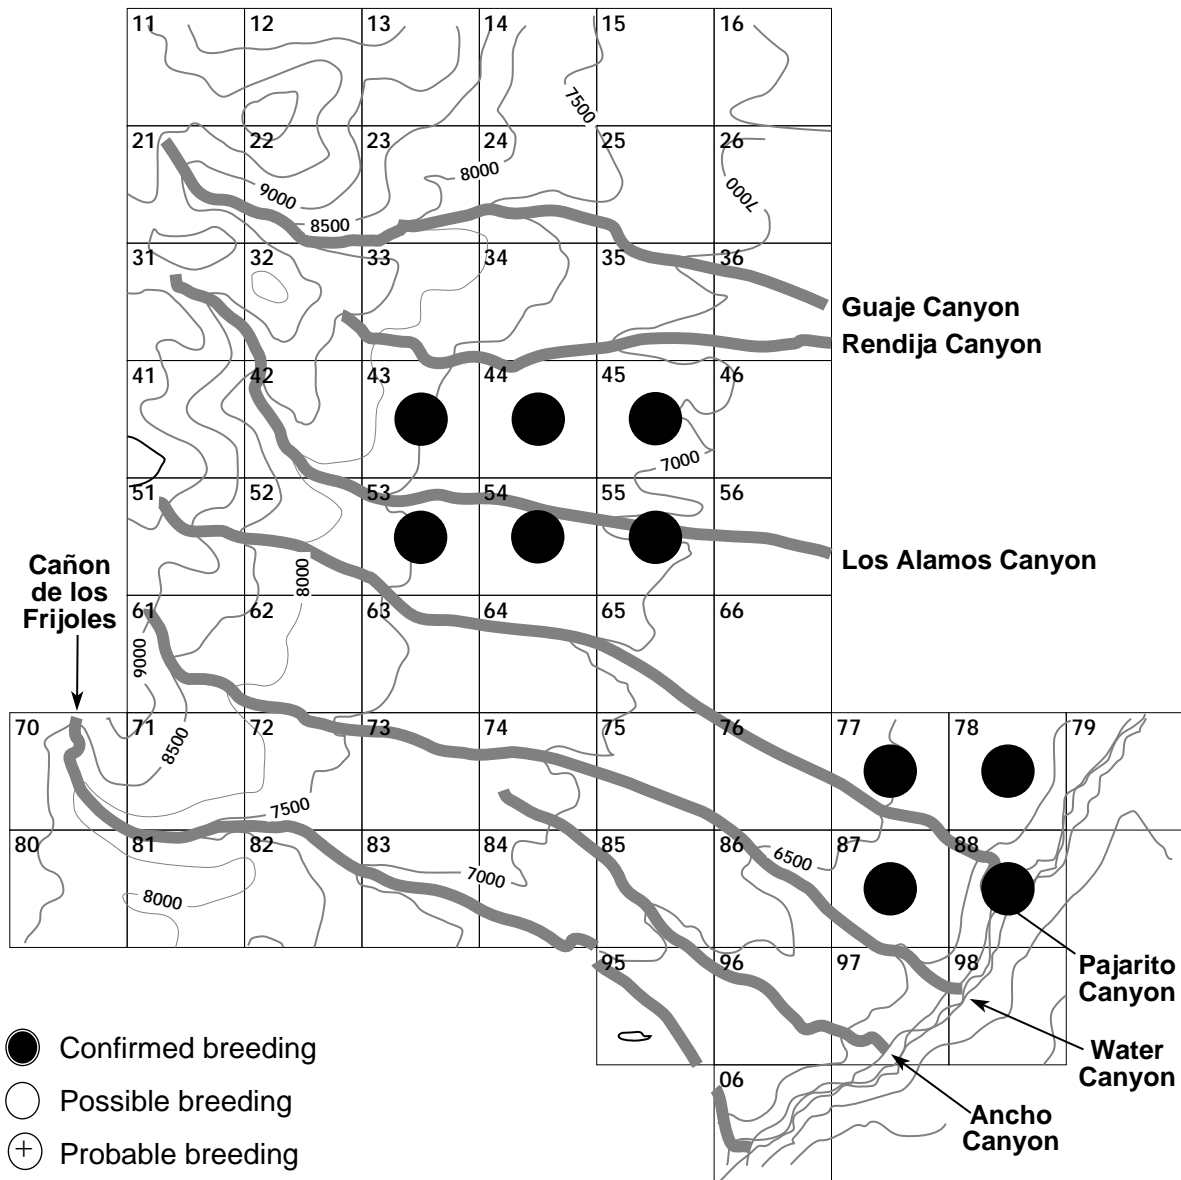 11 12 13 14 15 16
7500
21 22 23 24 25 26
8000
9000
7000
8500
31 32 33 34 35 36
Guaje Canyon
Rendija Canyon
41 42 43 44 45 46
7000
51 52 53 54 55 56
Los Alamos Canyon
Cañon
de los
Frijoles
8000
61 62 63 64 65 66
9000
70 71 72 73 74 75 76 77 78 79
8500
7500
80 81 82 83 84 85 86 87 88
6500
7000
8000
95 96 97 98
Pajarito
Canyon
Water
Canyon
06
Ancho
Canyon
Confirmed breeding
Possible breeding
+ Probable breeding